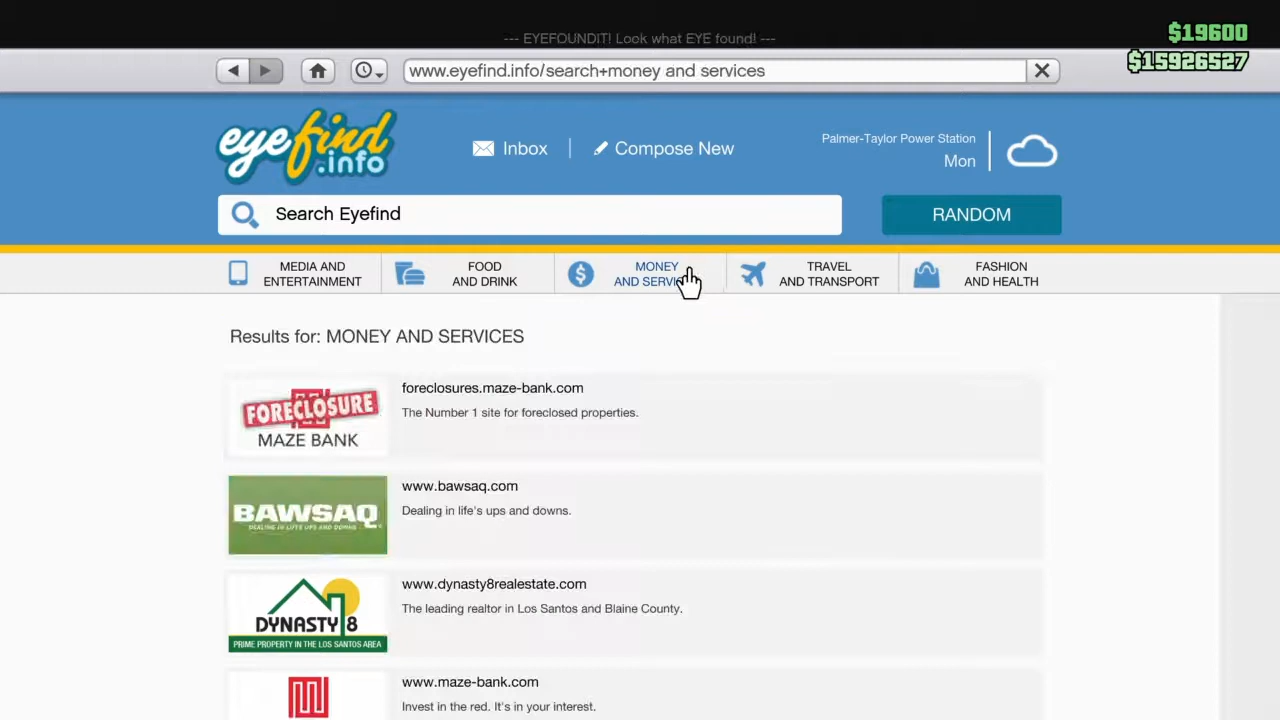 --- EYEFOUNDIT! Look what EYE found! ---
$19600
$15926527
www.eyefind.info/search+money and services
eyefind
.info
Inbox
Compose New
Palmer-Taylor Power Station
Mon
Search Eyefind
RANDOM
MEDIA AND
ENTERTAINMENT
FOOD
AND DRINK
MONEY
AND SERVI
TRAVEL
AND TRANSPORT
FASHION
AND HEALTH
Results for: MONEY AND SERVICES
FORECLOSURE
MAZE BANK
foreclosures.maze-bank.com
The Number 1 site for foreclosed properties.
BAWSAQ
DEALING IN LIFE'S UPS AND DOWNS.
www.bawsaq.com
Dealing in life's ups and downs.
DYNASTY 8
PRIME PROPERTY IN THE LOS SANTOS AREA
www.dynasty8realestate.com
The leading realtor in Los Santos and Blaine County.
www.maze-bank.com
Invest in the red. It's in your interest.